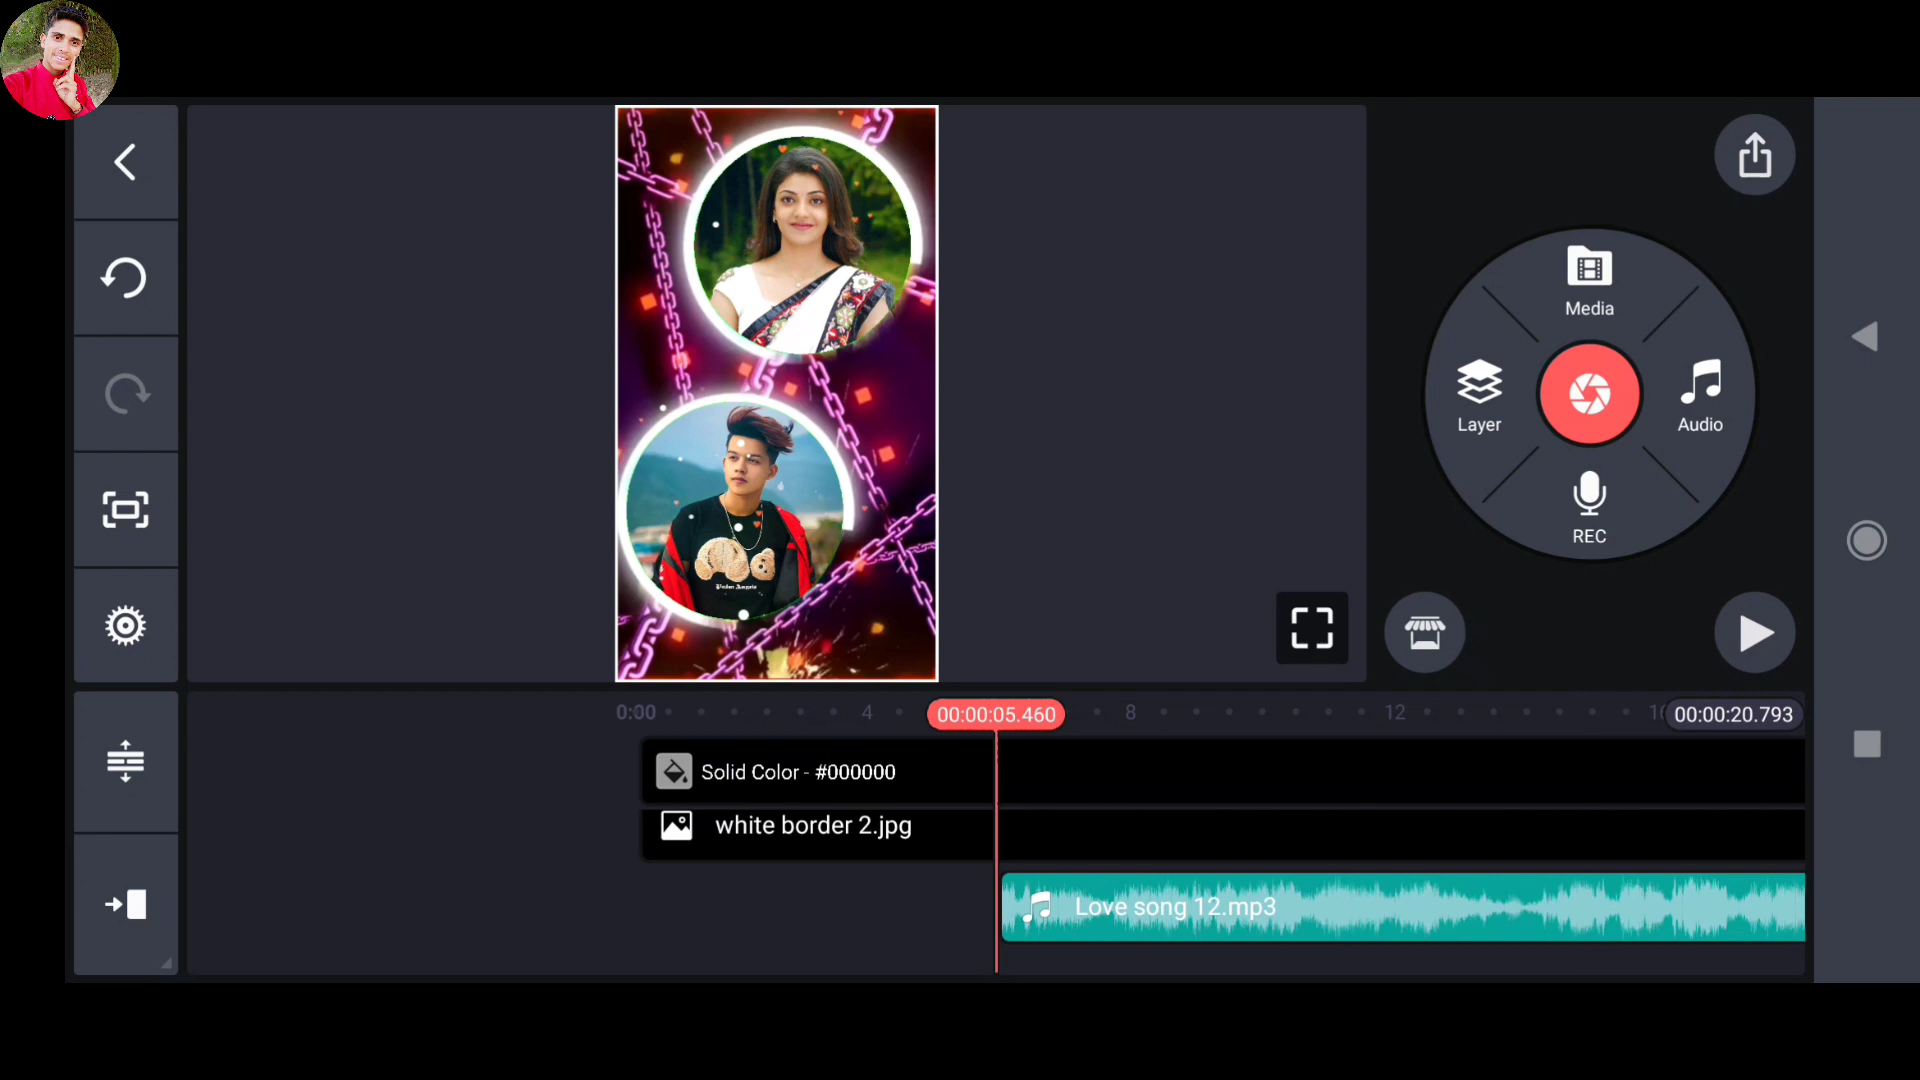 Media
Layer
Audio
REC
0:00
4
00:00:05.460
8
12
00:00:20.793
Solid Color - #000000
white border 2.jpg
Love song 12.mp3